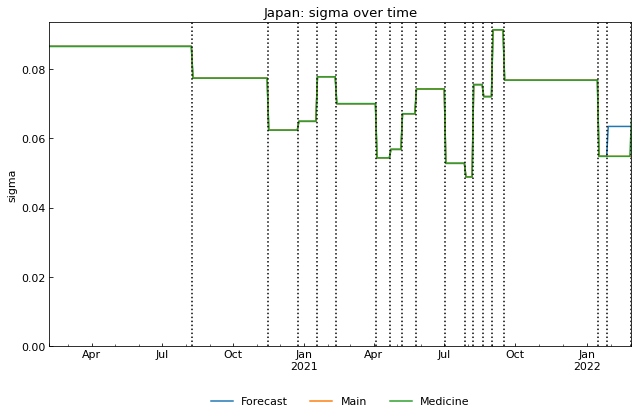 Japan: sigma over time
0.08
0.06
0.04
0.02
0.00
sigma
Apr Jul Oct Jan Apr Jul Oct Jan
2021 2022
Forecast Main Medicine